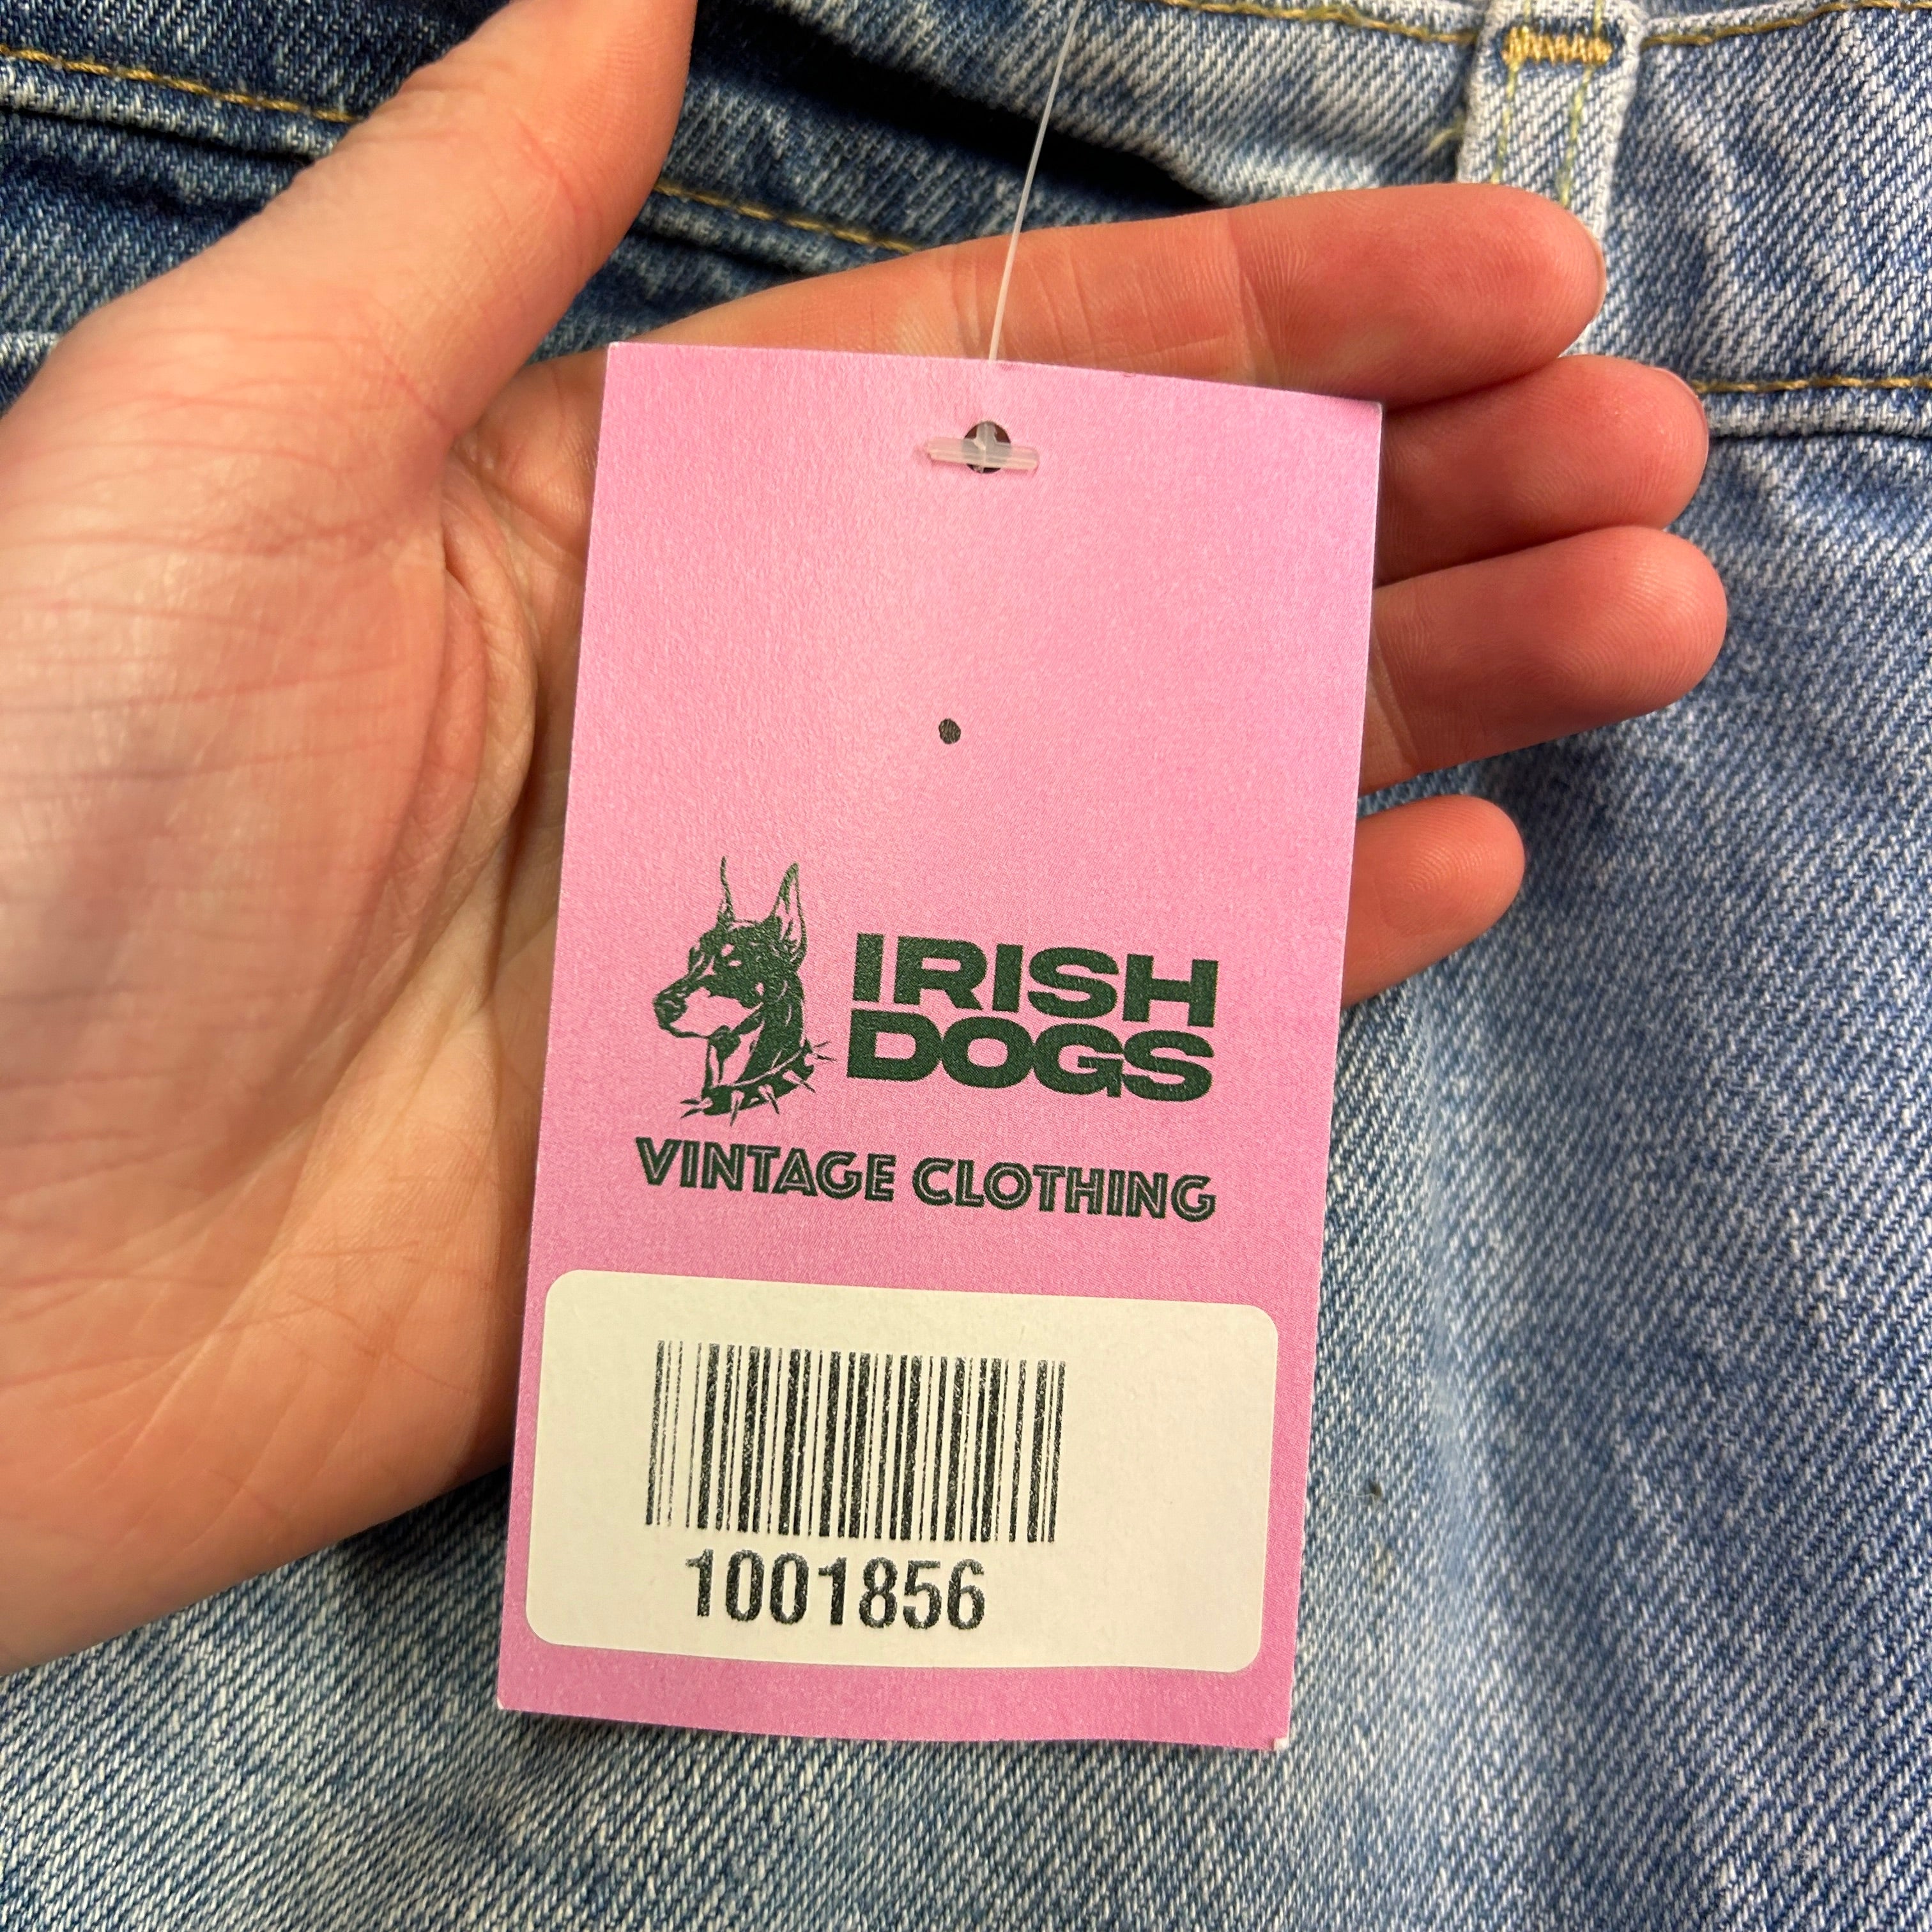 IRISH
DOGS
VINTAGE CLOTHING
1001856